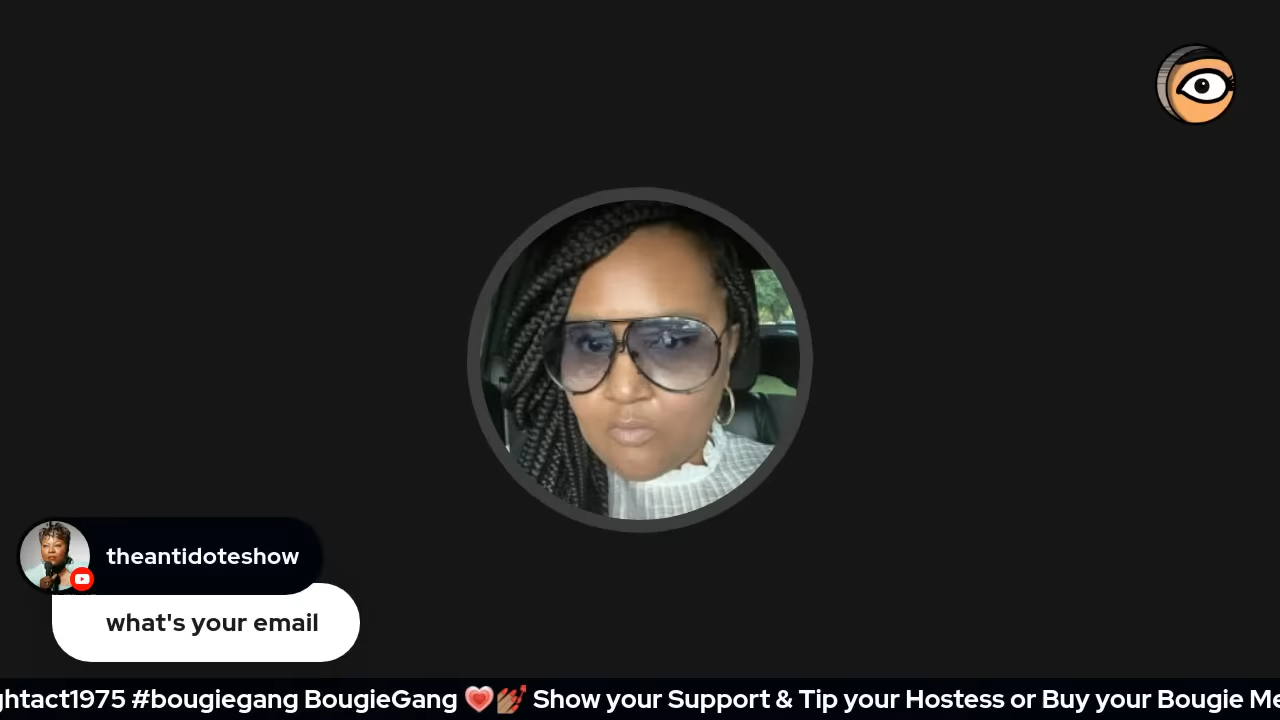 theantidoteshow
what's your email
ghtact1975 #bougiegang BougieGang 💗💅🏾 Show your Support & Tip your Hostess or Buy your Bougie Me